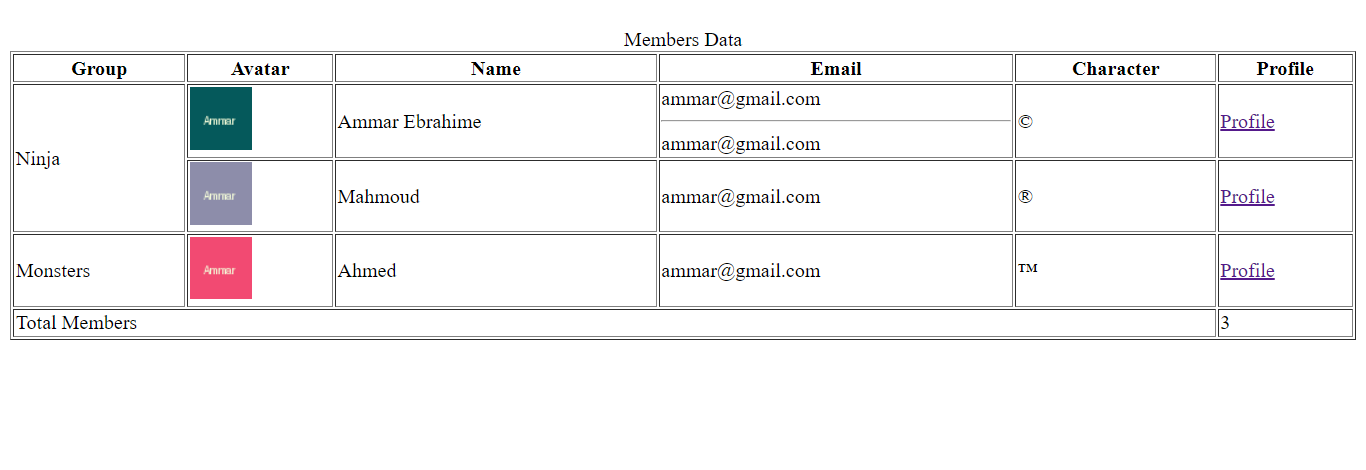 Members Data
Group Avatar Name Email Character Profile
Ninja
Ammar
Ammar Ebrahime
ammar@gmail.com
ammar@gmail.com
©
Profile
Ammar
Mahmoud
ammar@gmail.com
®
Profile
Monsters
Ammar
Ahmed
ammar@gmail.com
™
Profile
Total Members 3